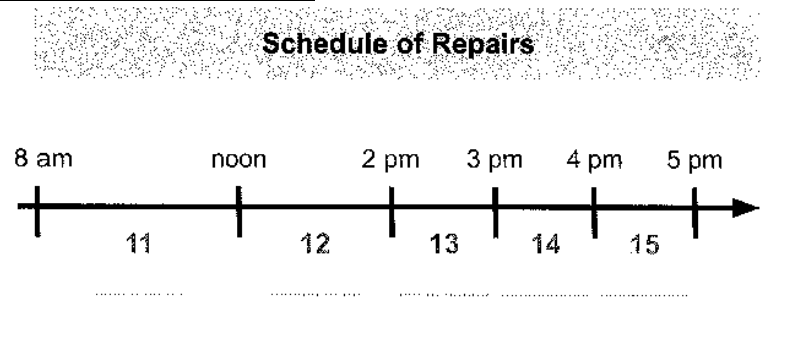 Schedule of Repairs
8 am noon 2 pm 3 pm 4 pm 5 pm
11 12 13 14 15